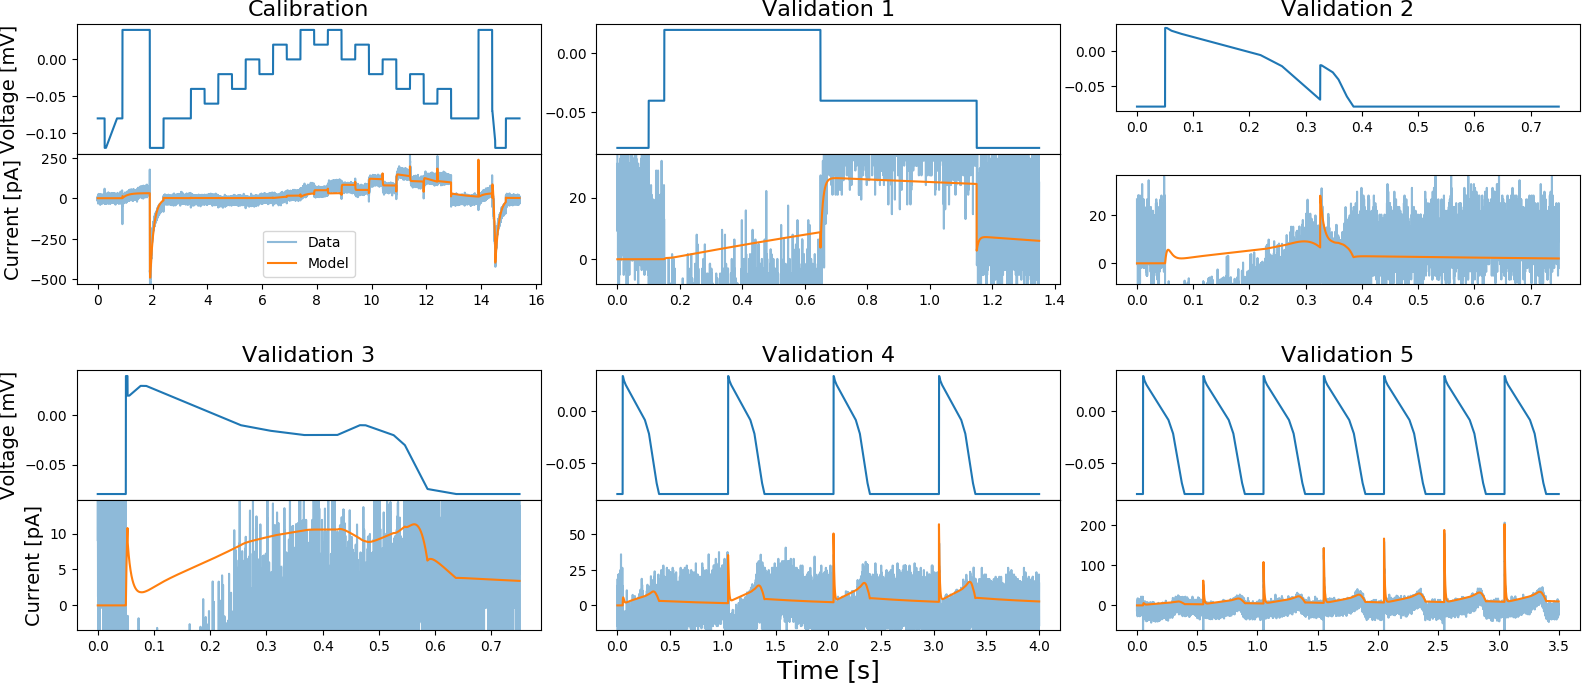 Calibration
Validation 1
Validation 2
Voltage [mV]
0.00
−0.05
−0.10
0.00
−0.05
0.00
−0.05
0.0 0.1 0.2 0.3 0.4 0.5 0.6 0.7
Current [pA]
250
0
−250
−500
Data
Model
20
0
20
0
0 2 4 6 8 10 12 14 16
0.0 0.2 0.4 0.6 0.8 1.0 1.2 1.4
0.0 0.1 0.2 0.3 0.4 0.5 0.6 0.7
Validation 3
Validation 4
Validation 5
Voltage [mV]
0.00
−0.05
0.00
−0.05
0.00
−0.05
Current [pA]
10
5
0
50
25
0
200
100
0
0.0 0.1 0.2 0.3 0.4 0.5 0.6 0.7
0.0 0.5 1.0 1.5 2.0 2.5 3.0 3.5 4.0
0.0 0.5 1.0 1.5 2.0 2.5 3.0 3.5
Time [s]